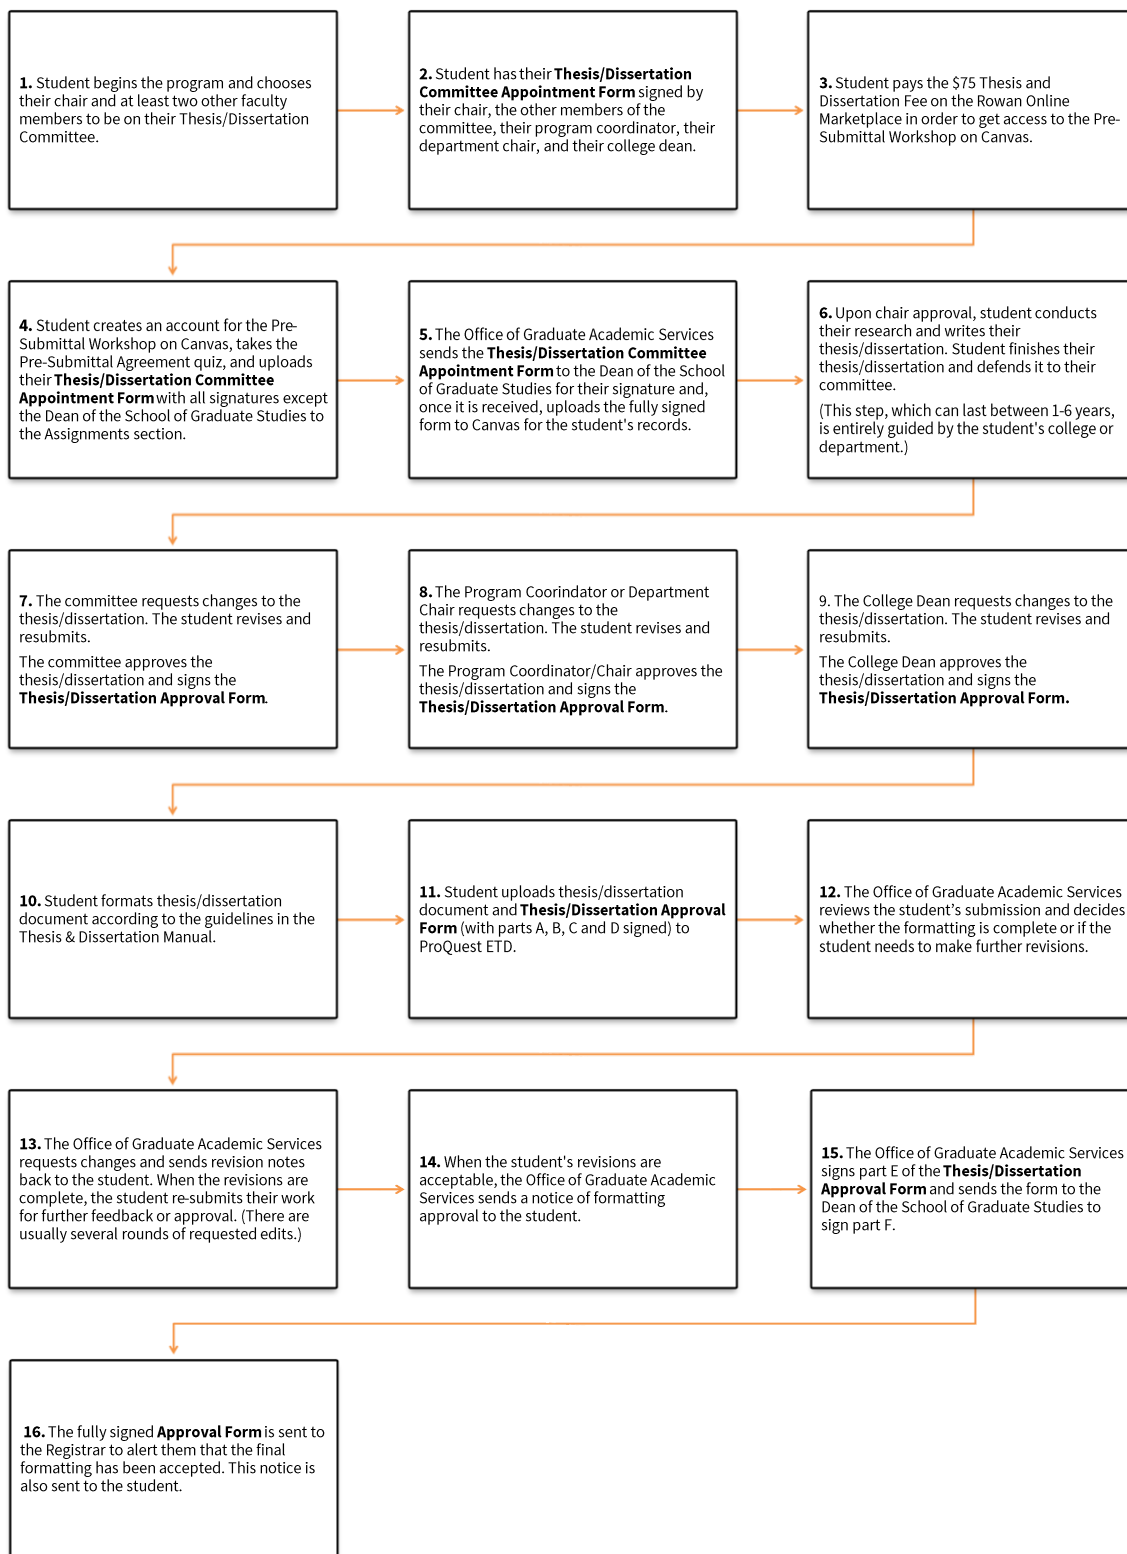 1. Student begins the program and chooses
their chair and at least two other faculty
members to be on their Thesis/Dissertation
Committee.
2. Student has their Thesis/Dissertation
Committee Appointment Form signed by
their chair, the other members of the
committee, their program coordinator, their
department chair, and their college dean.
3. Student pays the $75 Thesis and
Dissertation Fee on the Rowan Online
Marketplace in order to get access to the Pre-
Submittal Workshop on Canvas.
4. Student creates an account for the Pre-
Submittal Workshop on Canvas, takes the
Pre-Submittal Agreement quiz, and uploads
their Thesis/Dissertation Committee
Appointment Form with all signatures except
the Dean of the School of Graduate Studies to
the Assignments section.
5. The Office of Graduate Academic Services
sends the Thesis/Dissertation Committee
Appointment Form to the Dean of the School
of Graduate Studies for their signature and,
once it is received, uploads the fully signed
form to Canvas for the student's records.
6. Upon chair approval, student conducts
their research and writes their
thesis/dissertation. Student finishes their
thesis/dissertation and defends it to their
committee.
(This step, which can last between 1-6 years,
is entirely guided by the student's college or
department.)
7. The committee requests changes to the
thesis/dissertation. The student revises and
resubmits.
The committee approves the
thesis/dissertation and signs the
Thesis/Dissertation Approval Form.
8. The Program Coorindator or Department
Chair requests changes to the
thesis/dissertation. The student revises and
resubmits.
The Program Coordinator/Chair approves the
thesis/dissertation and signs the
Thesis/Dissertation Approval Form.
9. The College Dean requests changes to the
thesis/dissertation. The student revises and
resubmits.
The College Dean approves the
thesis/dissertation and signs the
Thesis/Dissertation Approval Form.
10. Student formats thesis/dissertation
document according to the guidelines in the
Thesis & Dissertation Manual.
11. Student uploads thesis/dissertation
document and Thesis/Dissertation Approval
Form (with parts A, B, C and D signed) to
ProQuest ETD.
12. The Office of Graduate Academic Services
reviews the student’s submission and decides
whether the formatting is complete or if the
student needs to make further revisions.
13. The Office of Graduate Academic Services
requests changes and sends revision notes
back to the student. When the revisions are
complete, the student re-submits their work
for further feedback or approval. (There are
usually several rounds of requested edits.)
14. When the student's revisions are
acceptable, the Office of Graduate Academic
Services sends a notice of formatting
approval to the student.
15. The Office of Graduate Academic Services
signs part E of the Thesis/Dissertation
Approval Form and sends the form to the
Dean of the School of Graduate Studies to
sign part F.
16. The fully signed Approval Form is sent to
the Registrar to alert them that the final
formatting has been accepted. This notice is
also sent to the student.